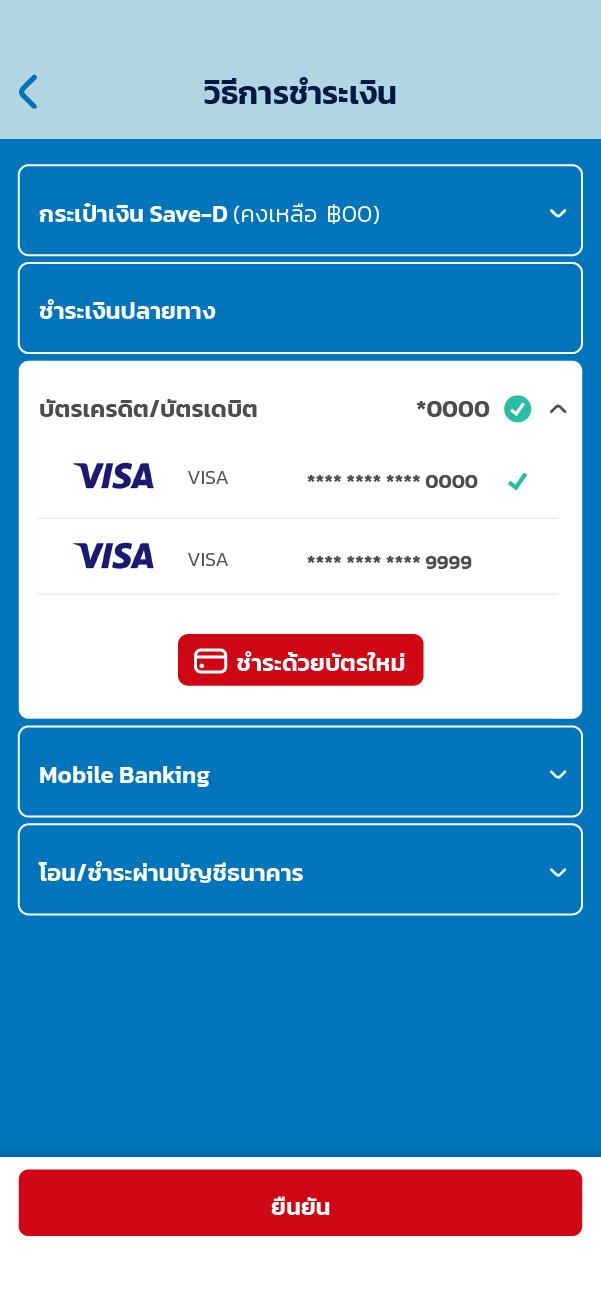 วิธีการชำระเงิน
กระเป๋าเงิน Save-D (คงเหลือ ฿00)
ชำระเงินปลายทาง
บัตรเครดิต/บัตรเดบิต *0000
VISA VISA **** **** **** 0000
VISA VISA **** **** **** 9999
ชำระด้วยบัตรใหม่
Mobile Banking
โอน/ชำระผ่านบัญชีธนาคาร
ยืนยัน